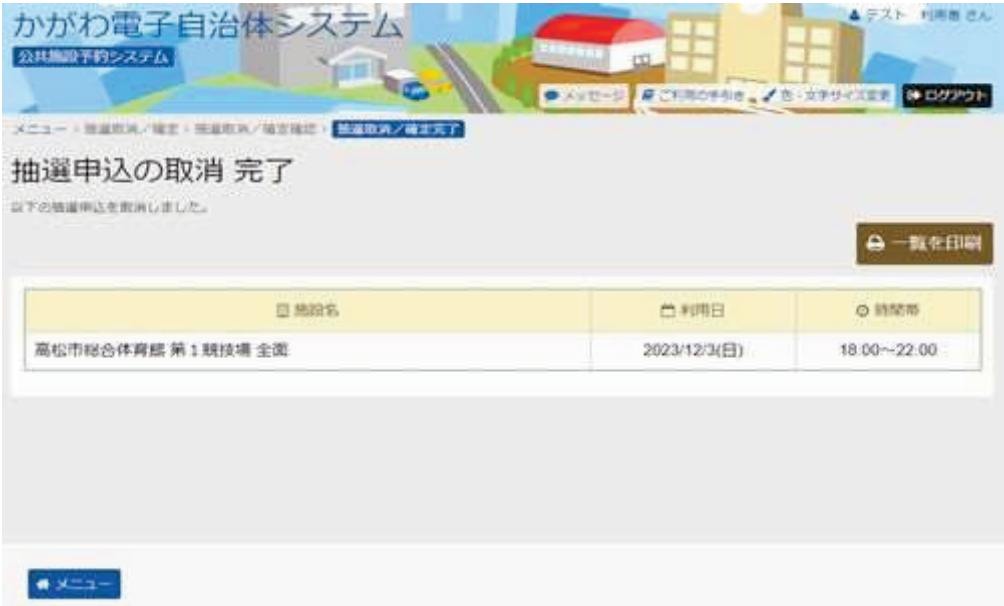 かがわ電子自治体システム
公共施設予約システム
テスト 利用者 さん
メッセージ
ご利用の手引き
色・文字サイズ変更
ログアウト
メニュー › 抽選取消/確定 › 抽選取消/確定確認 › 抽選取消/確定完了
抽選申込の取消 完了
以下の抽選申込を取消しました。
一覧を印刷
施設名 利用日 時間帯
高松市総合体育館 第1競技場 全面 2023/12/3(日) 18:00～22:00
メニュー